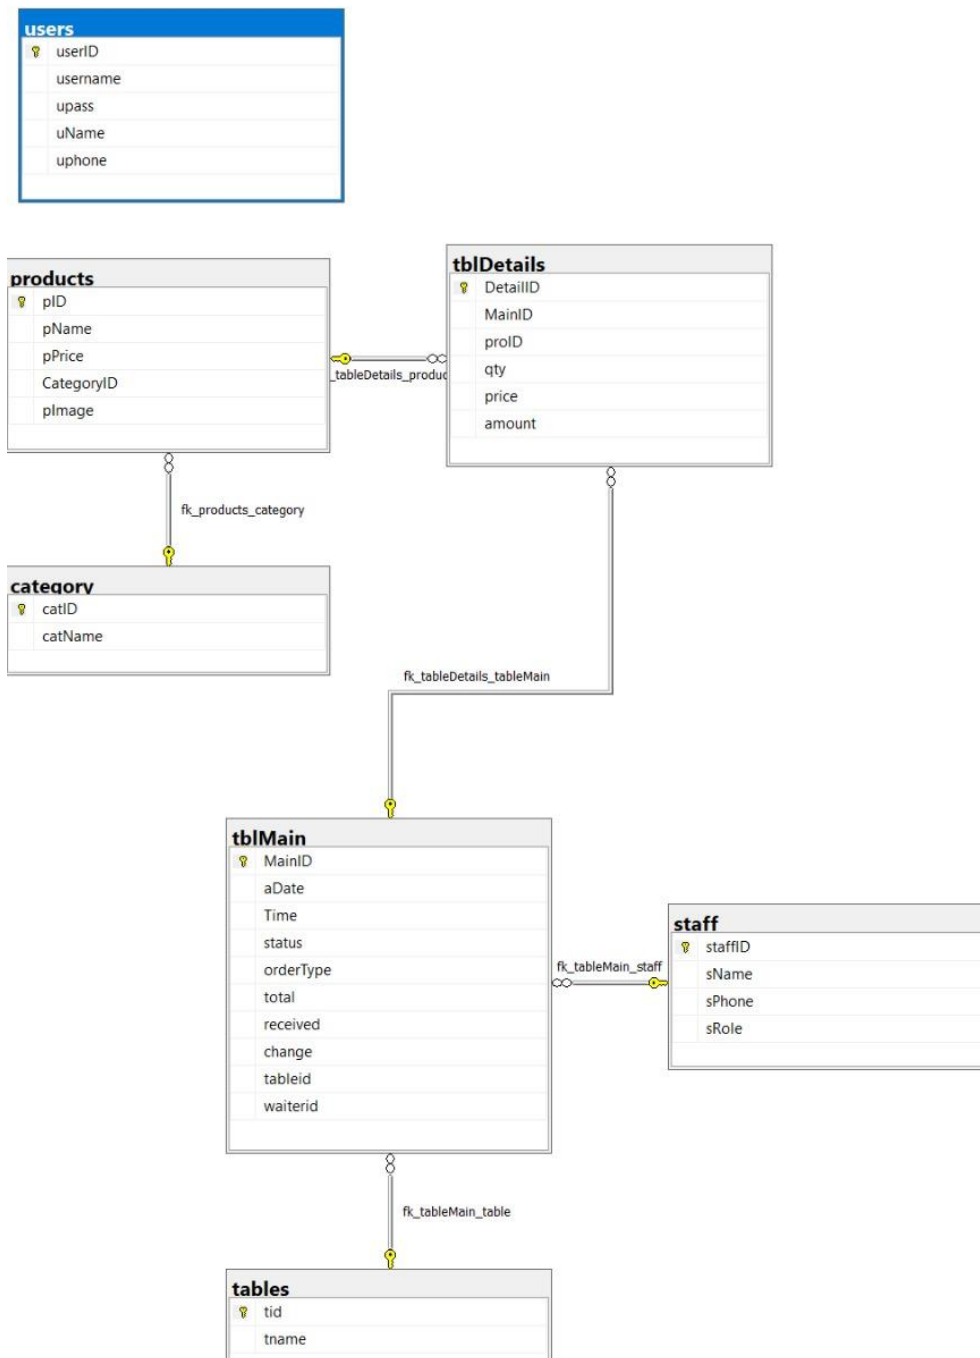 users
userID
username
upass
uName
uphone
products
pID
pName
pPrice
CategoryID
pImage
_tableDetails_produc
tblDetails
DetailID
MainID
proID
qty
price
amount
fk_products_category
category
catID
catName
fk_tableDetails_tableMain
tblMain
MainID
aDate
Time
status
orderType
total
received
change
tableid
waiterid
fk_tableMain_staff
staff
staffID
sName
sPhone
sRole
fk_tableMain_table
tables
tid
tname